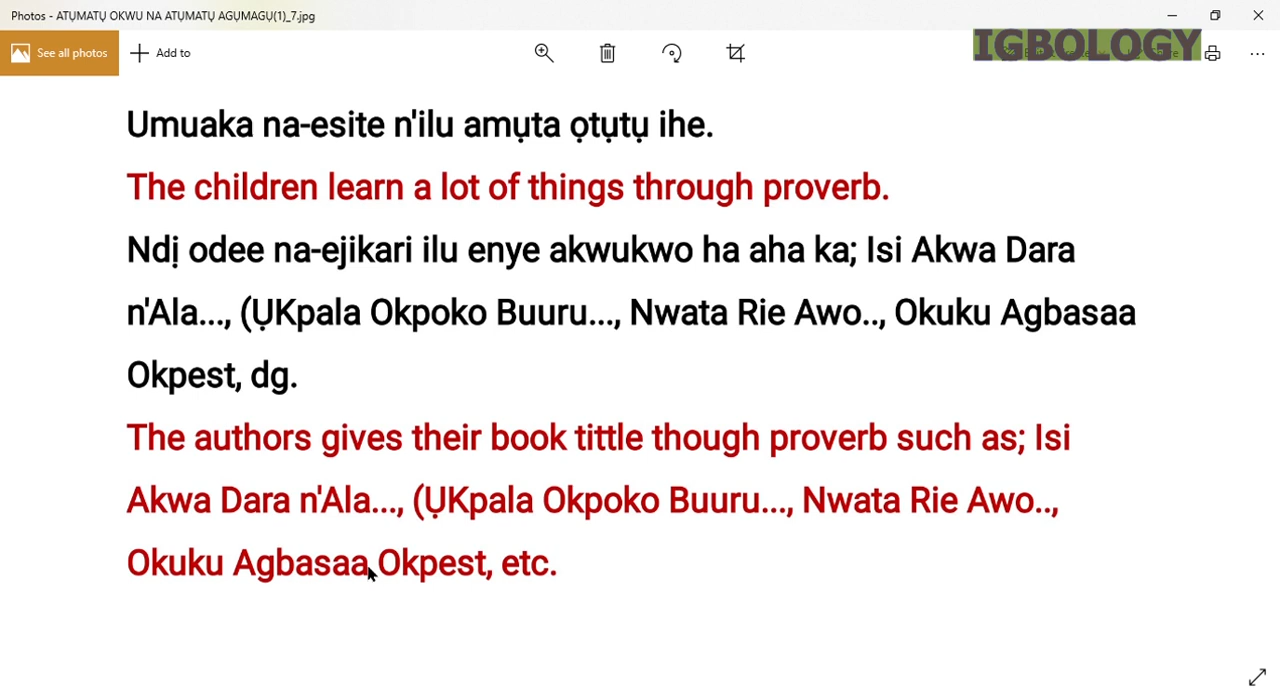 Photos - ATỤMATỤ OKWU NA ATỤMATỤ AGỤMAGỤ(1)_7.jpg
See all photos
Add to
IGBOLOGY
Umuaka na-esite n'ilu amụta ọtụtụ ihe.
The children learn a lot of things through proverb.
Ndị odee na-ejikari ilu enye akwukwo ha aha ka; Isi Akwa Dara
n'Ala..., (ỤKpala Okpoko Buuru..., Nwata Rie Awo.., Okuku Agbasaa
Okpest, dg.
The authors gives their book tittle though proverb such as; Isi
Akwa Dara n'Ala..., (ỤKpala Okpoko Buuru..., Nwata Rie Awo..,
Okuku Agbasaa Okpest, etc.